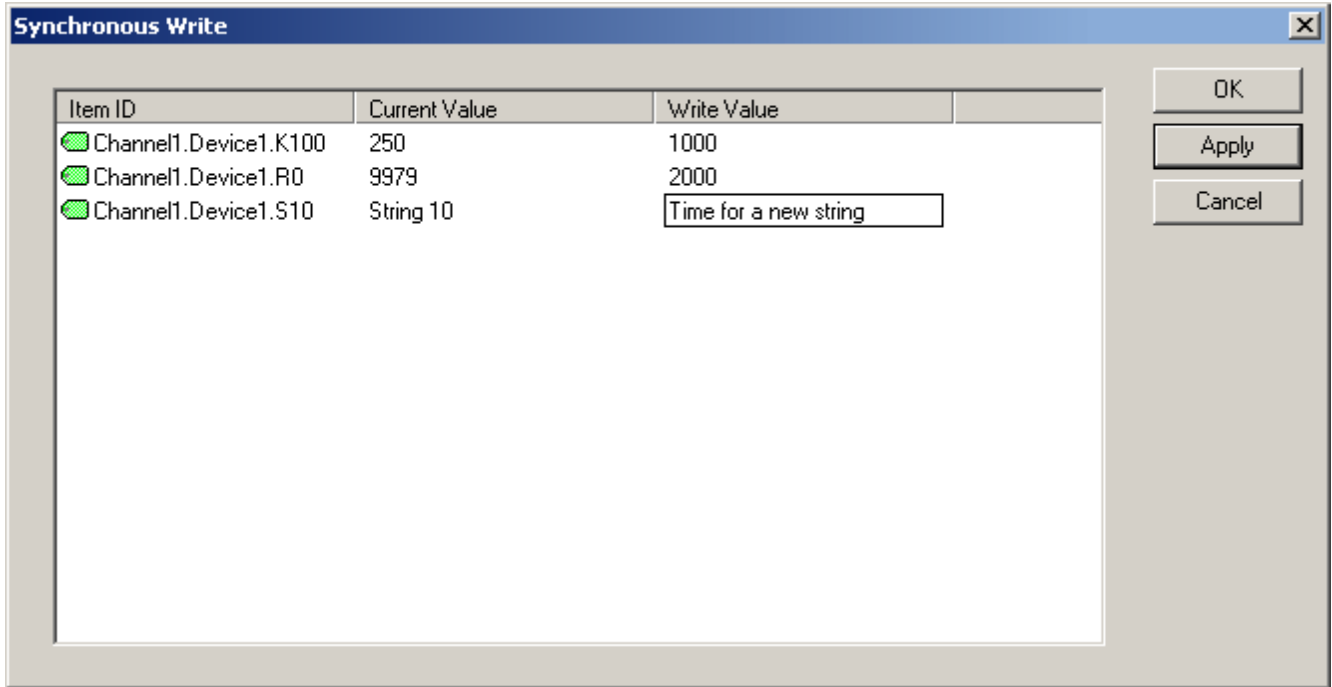 Synchronous Write
Item ID Current Value Write Value
Channel1.Device1.K100 250 1000
Channel1.Device1.R0 9979 2000
Channel1.Device1.S10 String 10 Time for a new string
OK
Apply
Cancel